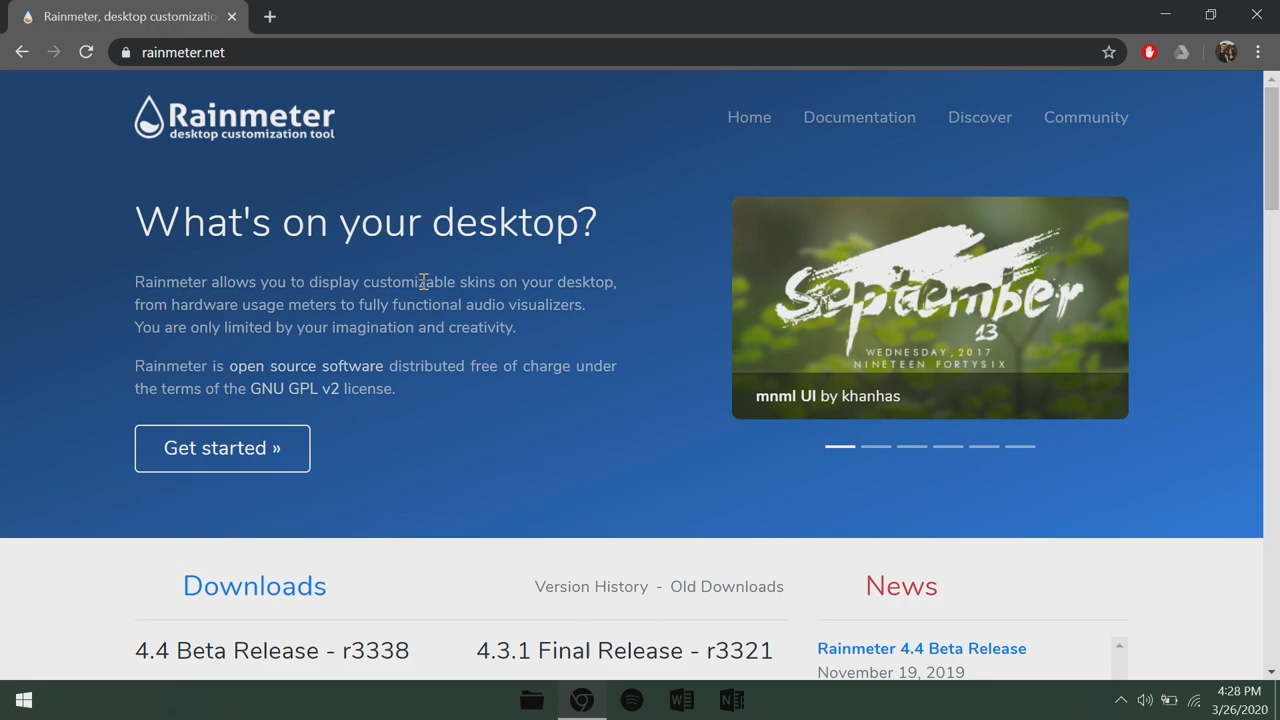 Rainmeter, desktop customizatio
rainmeter.net
Rainmeter
desktop customization tool
Home Documentation Discover Community
What's on your desktop?
Rainmeter allows you to display customizable skins on your desktop,
from hardware usage meters to fully functional audio visualizers.
You are only limited by your imagination and creativity.
Rainmeter is open source software distributed free of charge under
the terms of the GNU GPL v2 license.
Get started »
September
13
WEDNESDAY, 2017
NINETEEN FORTYSIX
mnml UI by khanhas
Downloads
Version History - Old Downloads
4.4 Beta Release - r3338
4.3.1 Final Release - r3321
News
Rainmeter 4.4 Beta Release
November 19, 2019
4:28 PM
3/26/2020